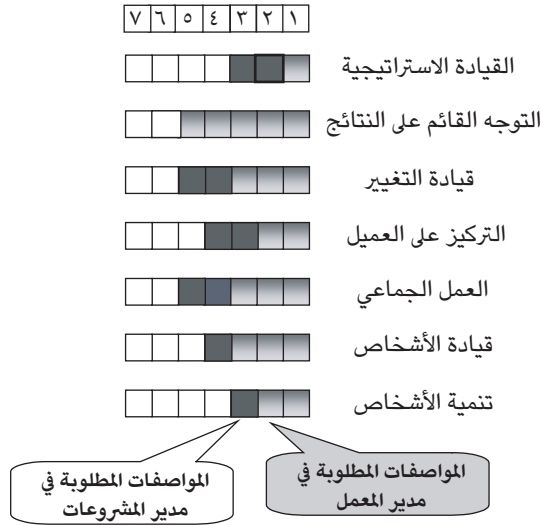 ١ ٢ ٣ ٤ ٥ ٦ ٧
القيادة الاستراتيجية
التوجه القائم على النتائج
قيادة التغيير
التركيز على العميل
العمل الجماعي
قيادة الأشخاص
تنمية الأشخاص
المواصفات المطلوبة في
مدير المعمل
المواصفات المطلوبة في
مدير المشروعات